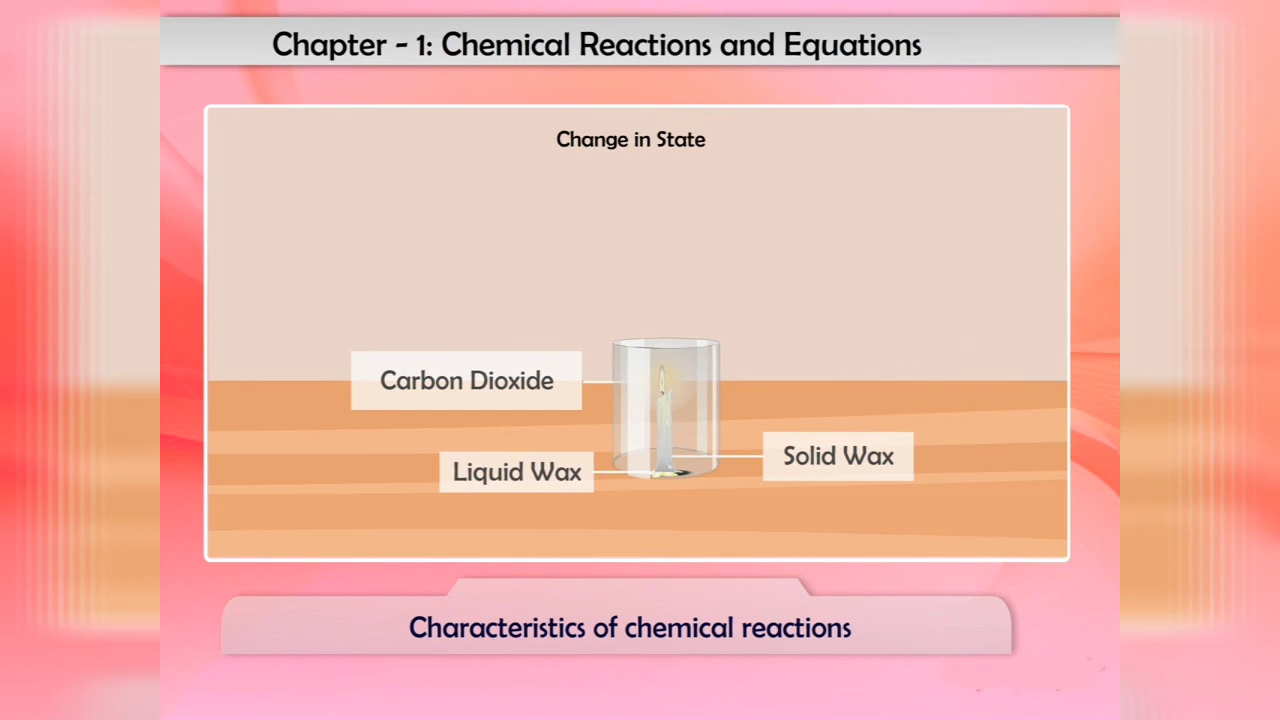 Chapter - 1: Chemical Reactions and Equations
Change in State
Carbon Dioxide
Solid Wax
Liquid Wax
Characteristics of chemical reactions